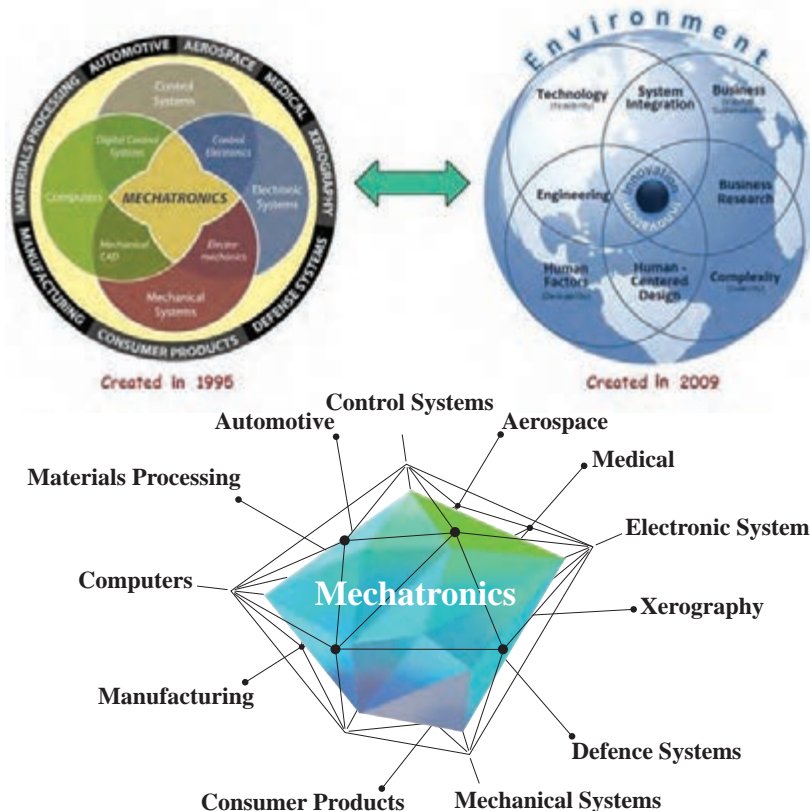 AUTOMOTIVE
AEROSPACE
MEDICAL
XEROGRAPHY
DEFENSE SYSTEMS
CONSUMER PRODUCTS
MANUFACTURING
MATERIALS PROCESSING
Control
Systems
Digital Control
Systems
Control
Electronics
Computers
MECHATRONICS
Electronic
Systems
Mechanical
CAD
Electro
mechanics
Mechanical
Systems
Created in 1995
Environment
Technology
System
Integration
Business
Engineering
Innovation
Business
Research
Human
Factors
Human -
Centered
Design
Complexity
Created in 2009
Control Systems
Automotive
Aerospace
Materials Processing
Medical
Electronic System
Computers
Mechatronics
Xerography
Manufacturing
Defence Systems
Consumer Products
Mechanical Systems